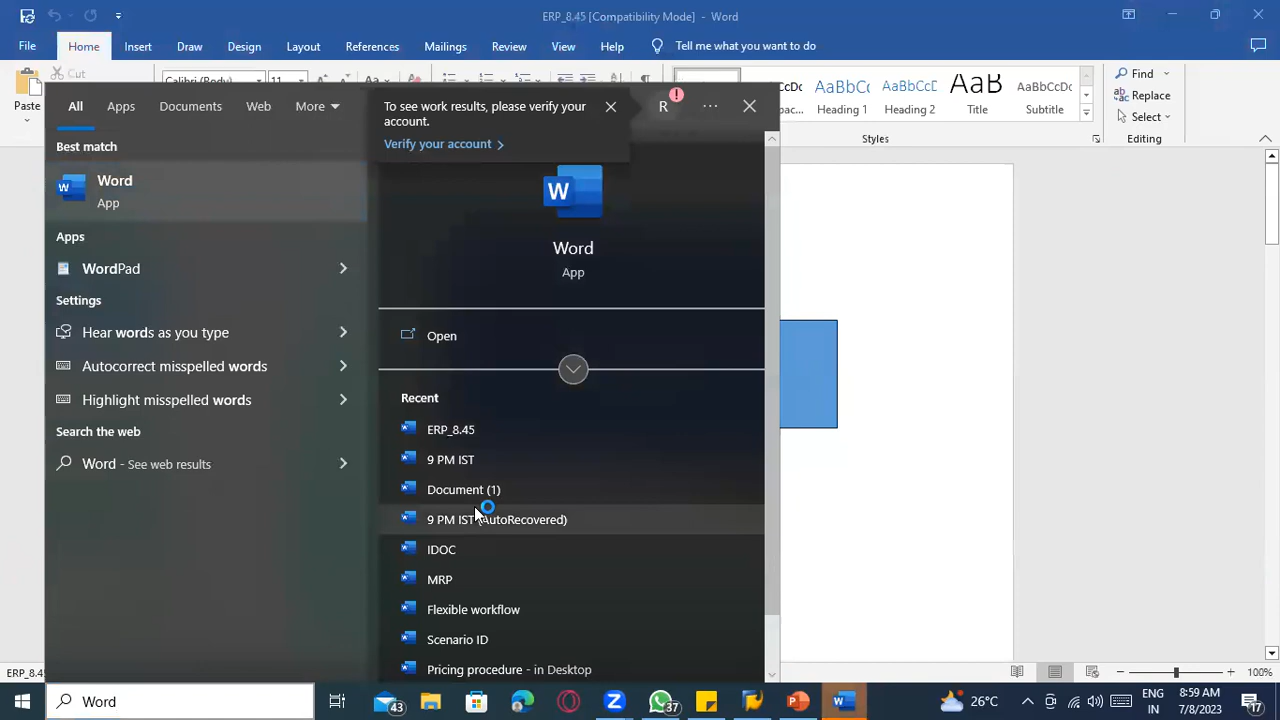 ERP_8.45 [Compatibility Mode] - Word
File Home Insert Draw Design Layout References Mailings Review View Help Tell me what you want to do
Cut
Paste
Calibri (Body) 11
Heading 1 Heading 2 Title Subtitle
Styles
Find
Replace
Select
Editing
All Apps Documents Web More
To see work results, please verify your account.
Verify your account
R
Best match
Word
App
Apps
WordPad
Settings
Hear words as you type
Autocorrect misspelled words
Highlight misspelled words
Search the web
Word - See web results
W
Word
App
Open
Recent
ERP_8.45
9 PM IST
Document (1)
9 PM IST (AutoRecovered)
IDOC
MRP
Flexible workflow
Scenario ID
Pricing procedure - in Desktop
100%
Word
43
37
26°C
ENG
IN
8:59 AM
7/8/2023
17